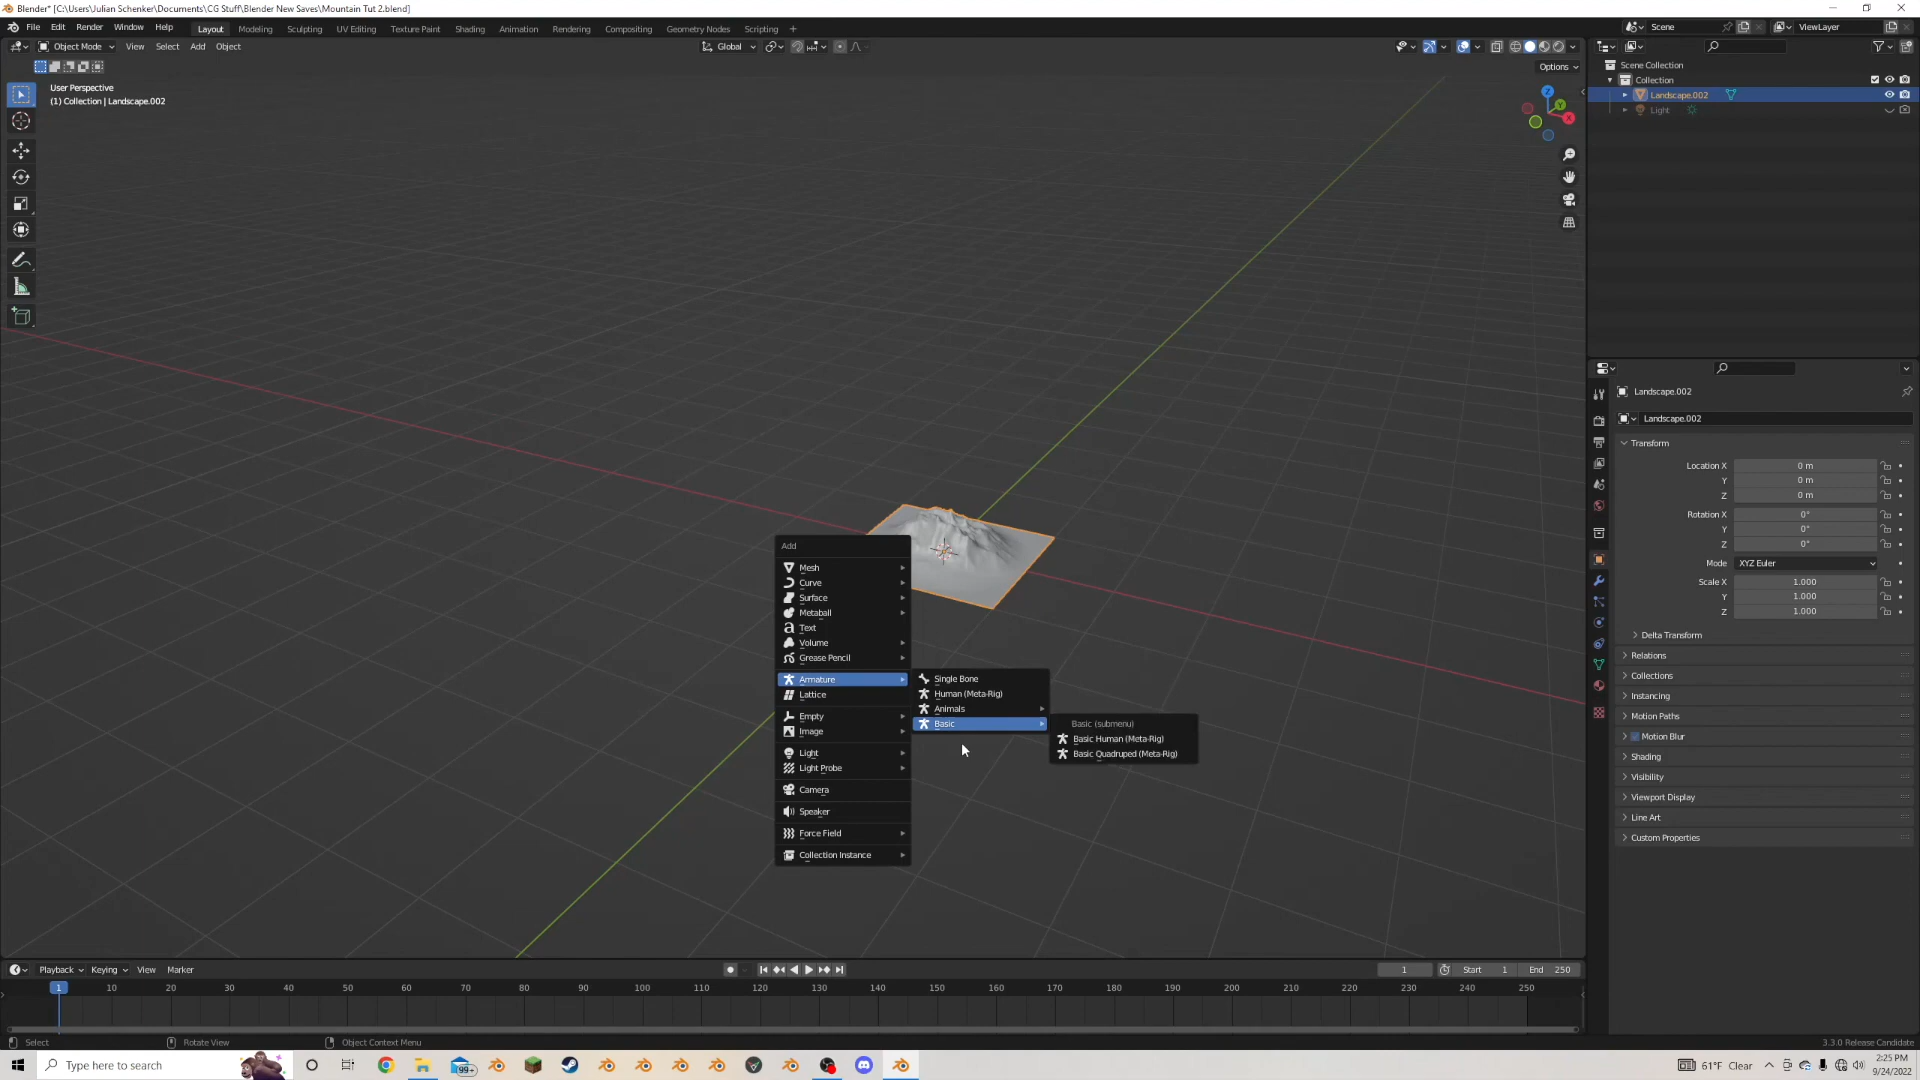 Blender* [C:\Users\Julian Schenker\Documents\CG Stuff\Blender New Saves\Mountain Tut 2.blend]
File Edit Render Window Help Layout Modeling Sculpting UV Editing Texture Paint Shading Animation Rendering Compositing Geometry Nodes Scripting +
Scene ViewLayer
Object Mode View Select Add Object Global
Options
User Perspective
(1) Collection | Landscape.002
Scene Collection
Collection
Landscape.002
Light
Z
Y
X
Add
Mesh
Curve
Surface
Metaball
Text
Volume
Grease Pencil
Armature
Lattice
Empty
Image
Light
Light Probe
Camera
Speaker
Force Field
Collection Instance
Single Bone
Human (Meta-Rig)
Animals
Basic
Basic (submenu)
Basic Human (Meta-Rig)
Basic Quadruped (Meta-Rig)
Landscape.002
Landscape.002
Transform
Location X 0 m
Y 0 m
Z 0 m
Rotation X 0°
Y 0°
Z 0°
Mode XYZ Euler
Scale X 1.000
Y 1.000
Z 1.000
Delta Transform
Relations
Collections
Instancing
Motion Paths
Motion Blur
Shading
Visibility
Viewport Display
Line Art
Custom Properties
Playback Keying View Marker 1 Start 1 End 250
1 10 20 30 40 50 60 70 80 90 100 110 120 130 140 150 160 170 180 190 200 210 220 230 240 250
Select Rotate View Object Context Menu 3.3.0 Release Candidate
Type here to search 99+ 61°F Clear 2:25 PM
9/24/2022